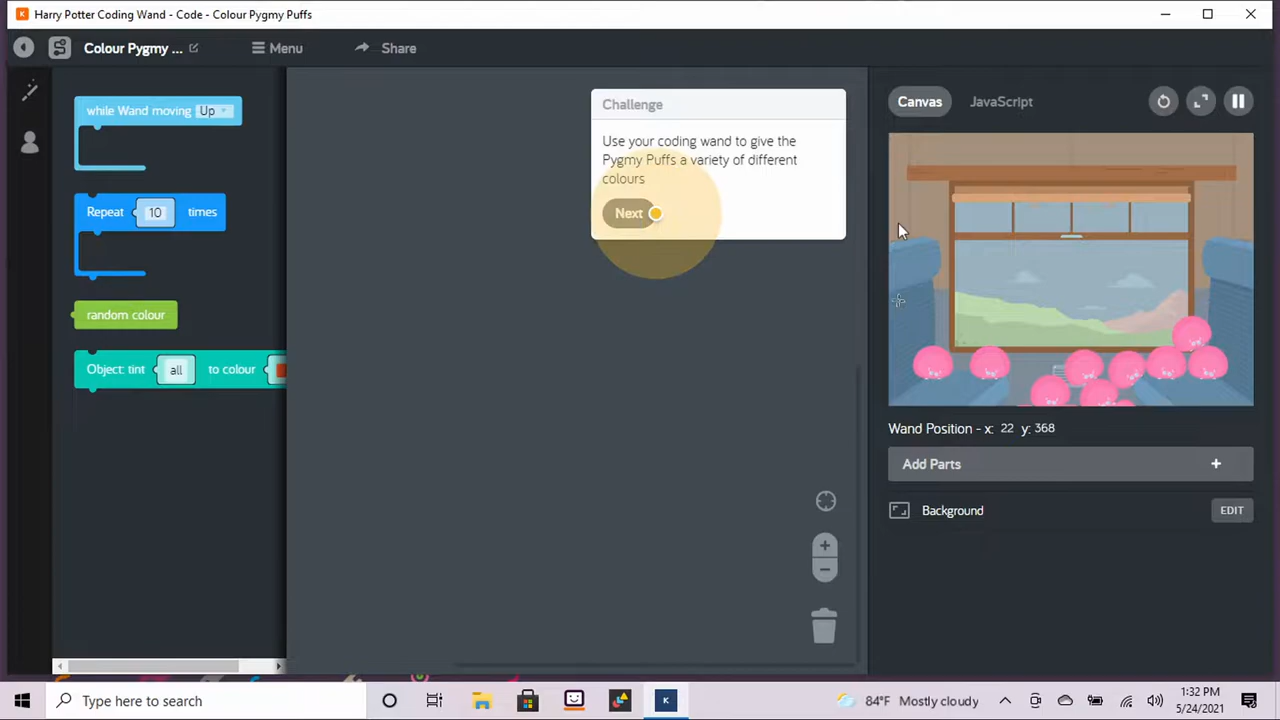 Harry Potter Coding Wand - Code - Colour Pygmy Puffs
Colour Pygmy ...
Menu
Share
while Wand moving Up
Repeat 10 times
random colour
Object: tint all to colour
Challenge
Use your coding wand to give the
Pygmy Puffs a variety of different
colours
Next
Canvas
JavaScript
Wand Position - x: 22 y: 368
Add Parts +
Background
EDIT
Type here to search
84°F Mostly cloudy
1:32 PM
5/24/2021